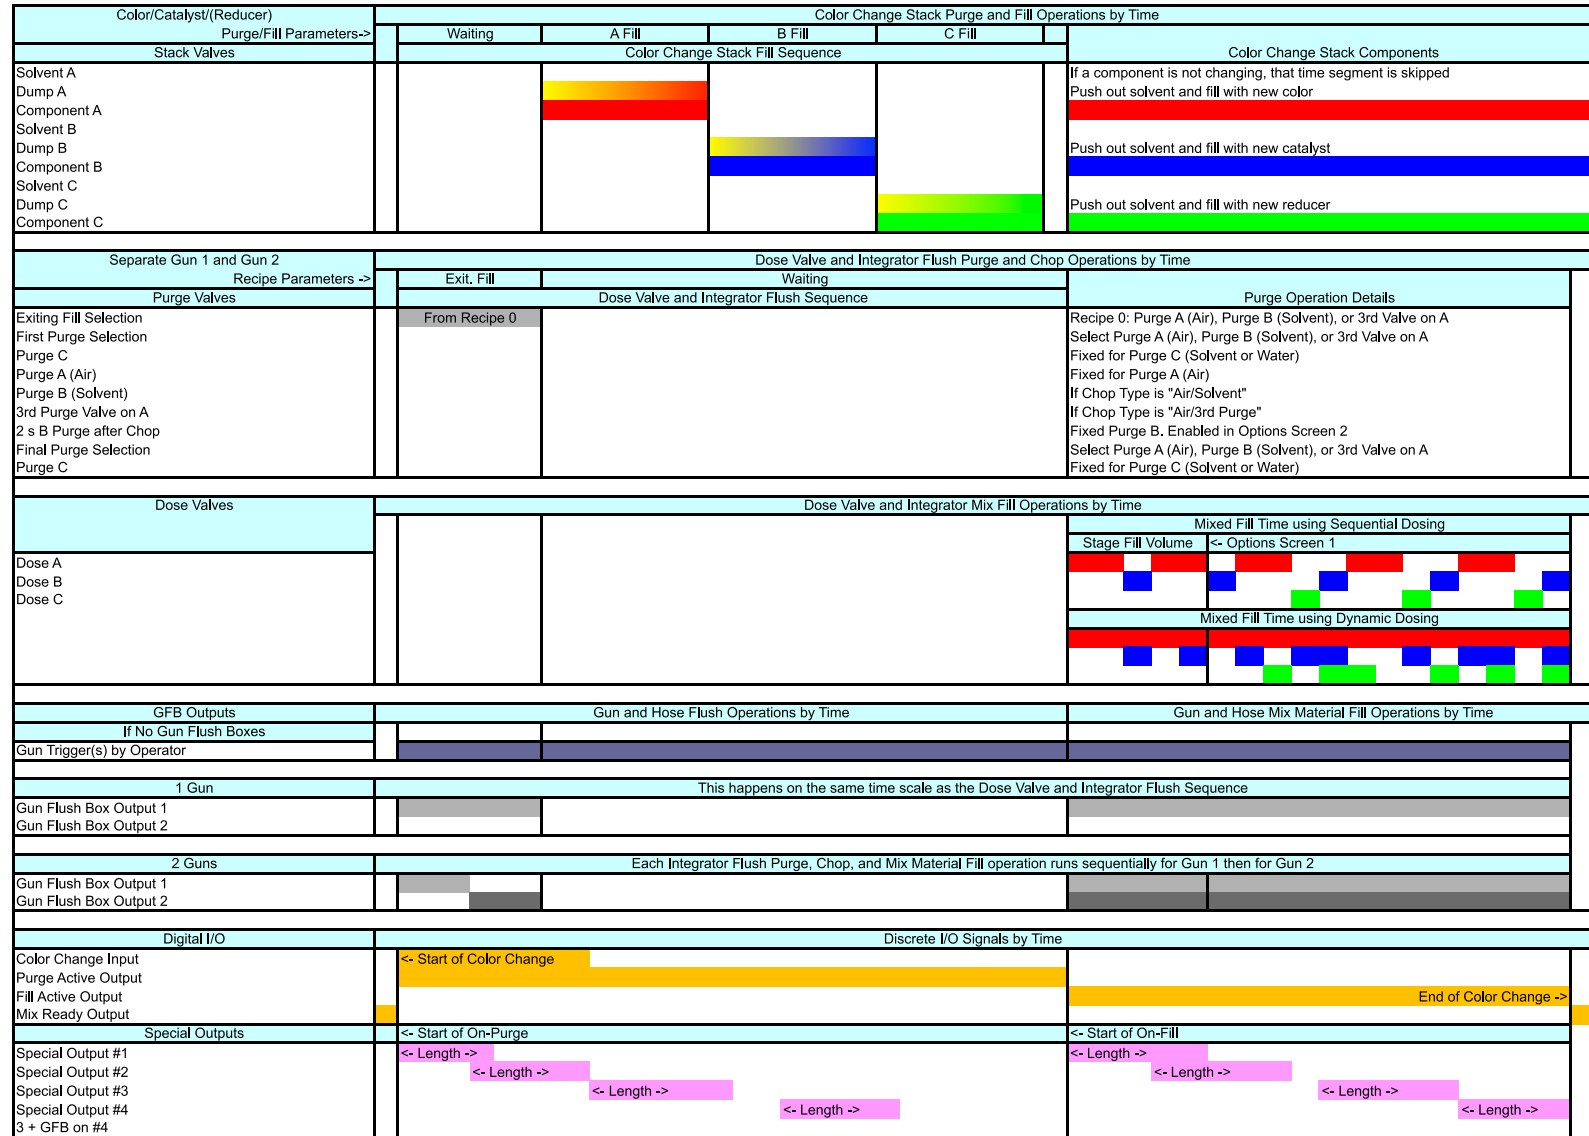 Color/Catalyst/(Reducer)
Color Change Stack Purge and Fill Operations by Time
Purge/Fill Parameters->
Waiting
A Fill
B Fill
C Fill
Stack Valves
Color Change Stack Fill Sequence
Color Change Stack Components
Solvent A
If a component is not changing, that time segment is skipped
Dump A
Push out solvent and fill with new color
Component A
Solvent B
Dump B
Push out solvent and fill with new catalyst
Component B
Solvent C
Dump C
Push out solvent and fill with new reducer
Component C
Separate Gun 1 and Gun 2
Dose Valve and Integrator Flush Purge and Chop Operations by Time
Recipe Parameters ->
Exit. Fill
Waiting
Purge Valves
Dose Valve and Integrator Flush Sequence
Purge Operation Details
Exiting Fill Selection
From Recipe 0
Recipe 0: Purge A (Air), Purge B (Solvent), or 3rd Valve on A
First Purge Selection
Select Purge A (Air), Purge B (Solvent), or 3rd Valve on A
Purge C
Fixed for Purge C (Solvent or Water)
Purge A (Air)
Fixed for Purge A (Air)
Purge B (Solvent)
If Chop Type is "Air/Solvent"
3rd Purge Valve on A
If Chop Type is "Air/3rd Purge"
2 s B Purge after Chop
Fixed Purge B. Enabled in Options Screen 2
Final Purge Selection
Select Purge A (Air), Purge B (Solvent), or 3rd Valve on A
Purge C
Fixed for Purge C (Solvent or Water)
Dose Valves
Dose Valve and Integrator Mix Fill Operations by Time
Mixed Fill Time using Sequential Dosing
Stage Fill Volume
<- Options Screen 1
Dose A
Dose B
Dose C
Mixed Fill Time using Dynamic Dosing
GFB Outputs
Gun and Hose Flush Operations by Time
Gun and Hose Mix Material Fill Operations by Time
If No Gun Flush Boxes
Gun Trigger(s) by Operator
1 Gun
This happens on the same time scale as the Dose Valve and Integrator Flush Sequence
Gun Flush Box Output 1
Gun Flush Box Output 2
2 Guns
Each Integrator Flush Purge, Chop, and Mix Material Fill operation runs sequentially for Gun 1 then for Gun 2
Gun Flush Box Output 1
Gun Flush Box Output 2
Digital I/O
Discrete I/O Signals by Time
Color Change Input
<- Start of Color Change
Purge Active Output
Fill Active Output
End of Color Change ->
Mix Ready Output
Special Outputs
<- Start of On-Purge
<- Start of On-Fill
Special Output #1
<- Length ->
<- Length ->
Special Output #2
<- Length ->
<- Length ->
Special Output #3
<- Length ->
<- Length ->
Special Output #4
<- Length ->
<- Length ->
3 + GFB on #4